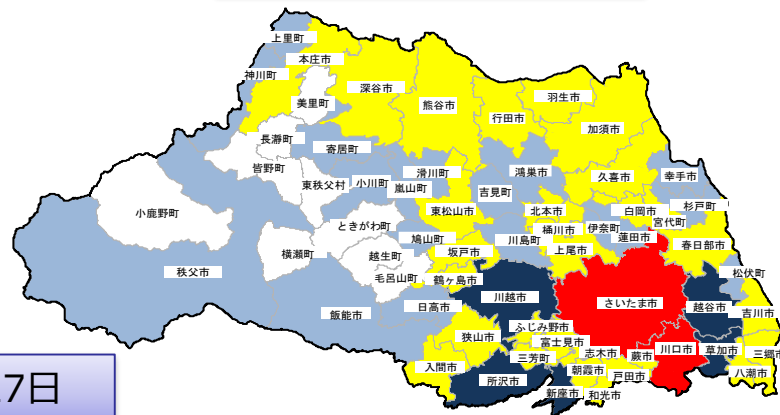 上里町
本庄市
神川町
美里町
深谷市
熊谷市
行田市
羽生市
加須市
長瀞町
皆野町
寄居町
東秩父村
小川町
嵐山町
滑川町
吉見町
鴻巣市
久喜市
幸手市
杉戸町
白岡市
宮代町
小鹿野町
東松山市
北本市
桶川市
伊奈町
蓮田市
春日部市
ときがわ町
鳩山町
川島町
上尾市
横瀬町
越生町
毛呂山町
坂戸市
鶴ヶ島市
松伏町
秩父市
飯能市
日高市
川越市
さいたま市
越谷市
吉川市
狭山市
ふじみ野市
富士見市
三芳町
志木市
蕨市
川口市
草加市
三郷市
入間市
所沢市
朝霞市
戸田市
八潮市
新座市
和光市
7日